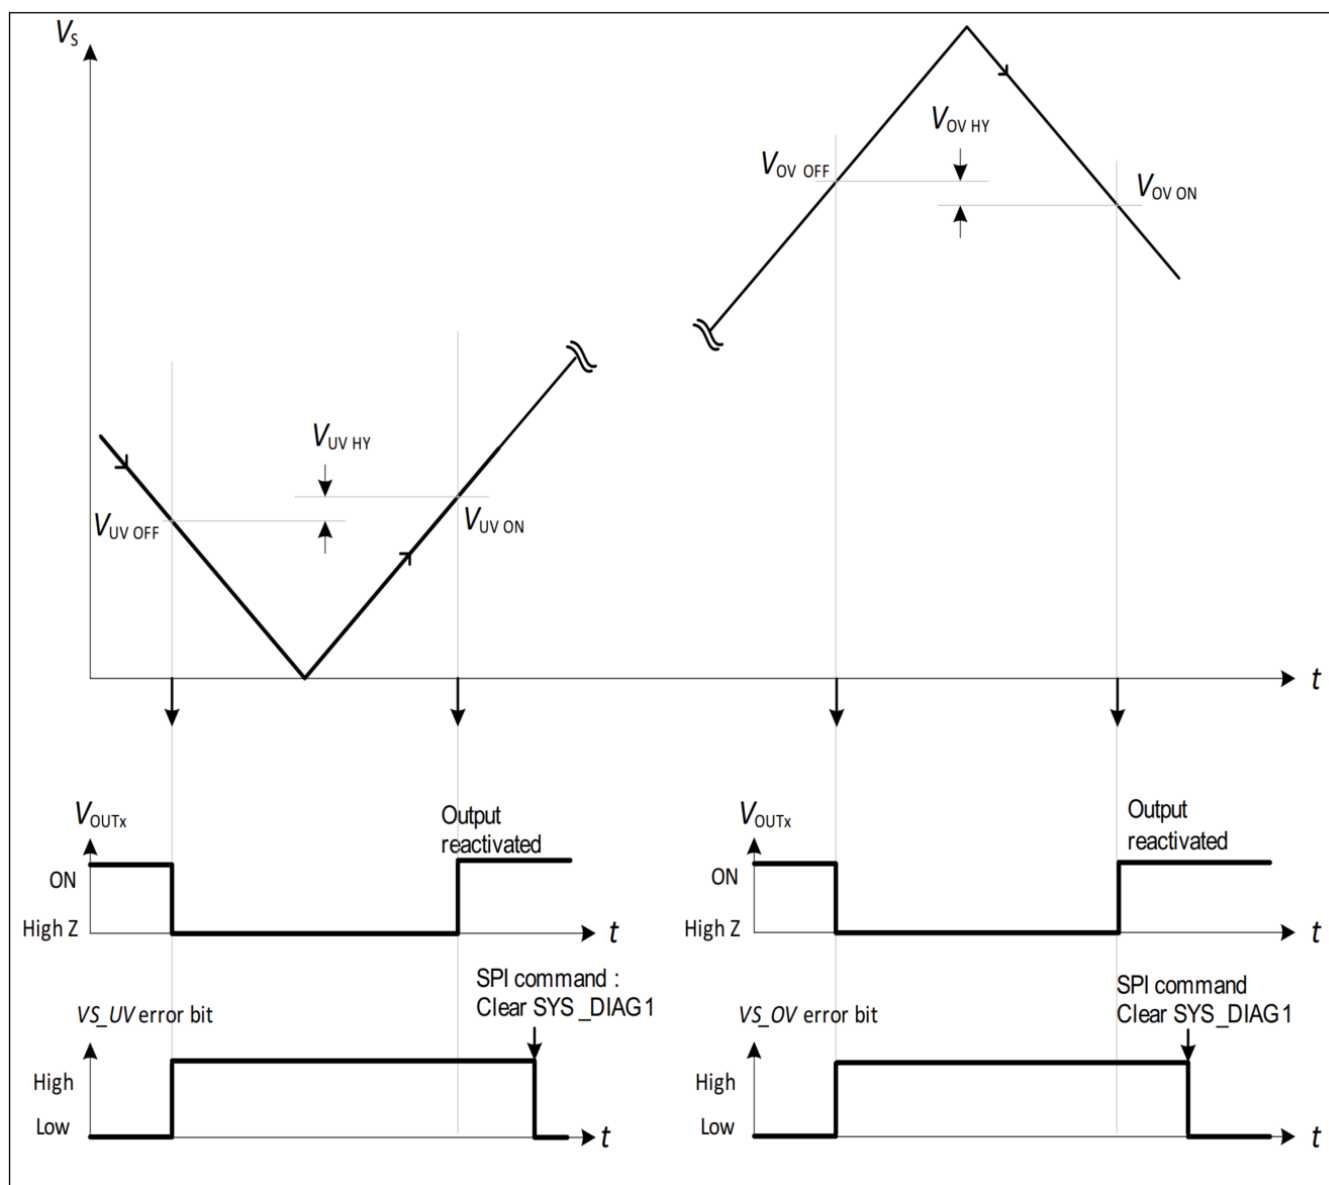 VS
VOV HY
VOV OFF
VOV ON
VUV HY
VUV OFF
VUV ON
t
VOUTx
Output
reactivated
ON
High Z
t
VOUTx
Output
reactivated
ON
High Z
t
SPI command :
Clear SYS_DIAG1
VS_UV error bit
High
Low
t
SPI command
Clear SYS_DIAG1
VS_OV error bit
High
Low
t